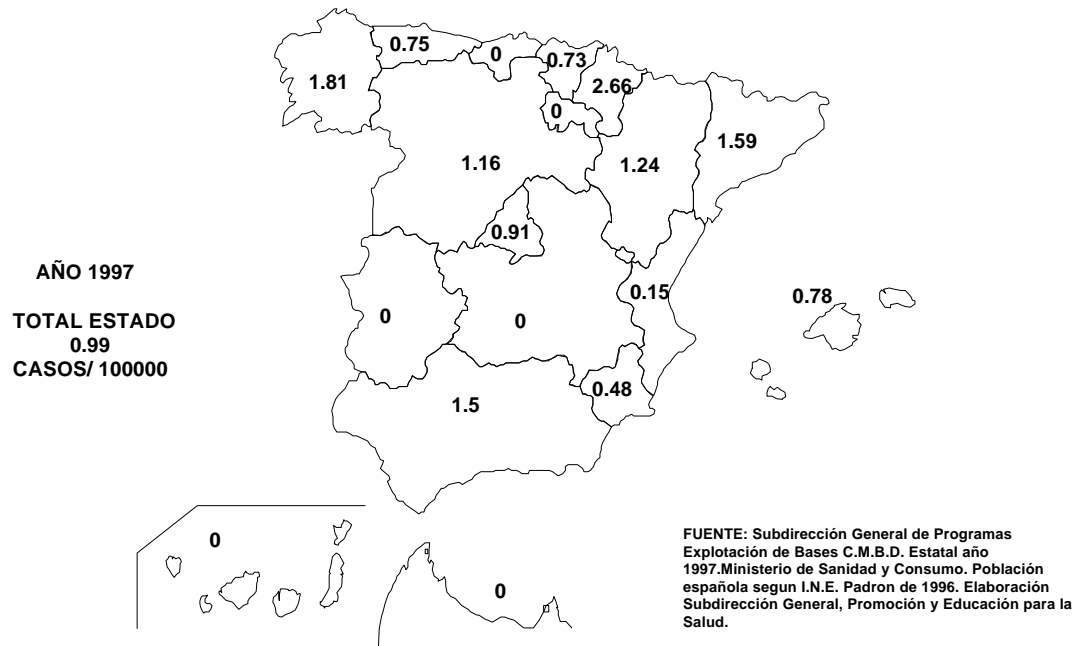 0.75
0
0.73
1.81
2.66
0
1.59
1.16
1.24
0.91
AÑO 1997
0.15
0.78
TOTAL ESTADO
0.99
CASOS/ 100000
0
0
0.48
1.5
0
0
FUENTE: Subdirección General de Programas
Explotación de Bases C.M.B.D. Estatal año
1997.Ministerio de Sanidad y Consumo. Población
española segun I.N.E. Padron de 1996. Elaboración
Subdirección General, Promoción y Educación para la
Salud.